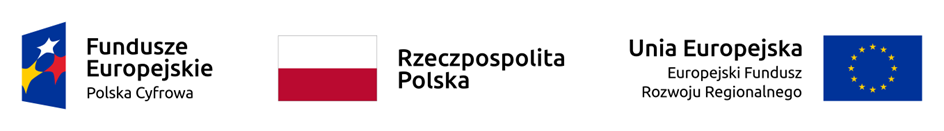 Fundusze
Europejskie
Polska Cyfrowa
Rzeczpospolita
Polska
Unia Europejska
Europejski Fundusz
Rozwoju Regionalnego